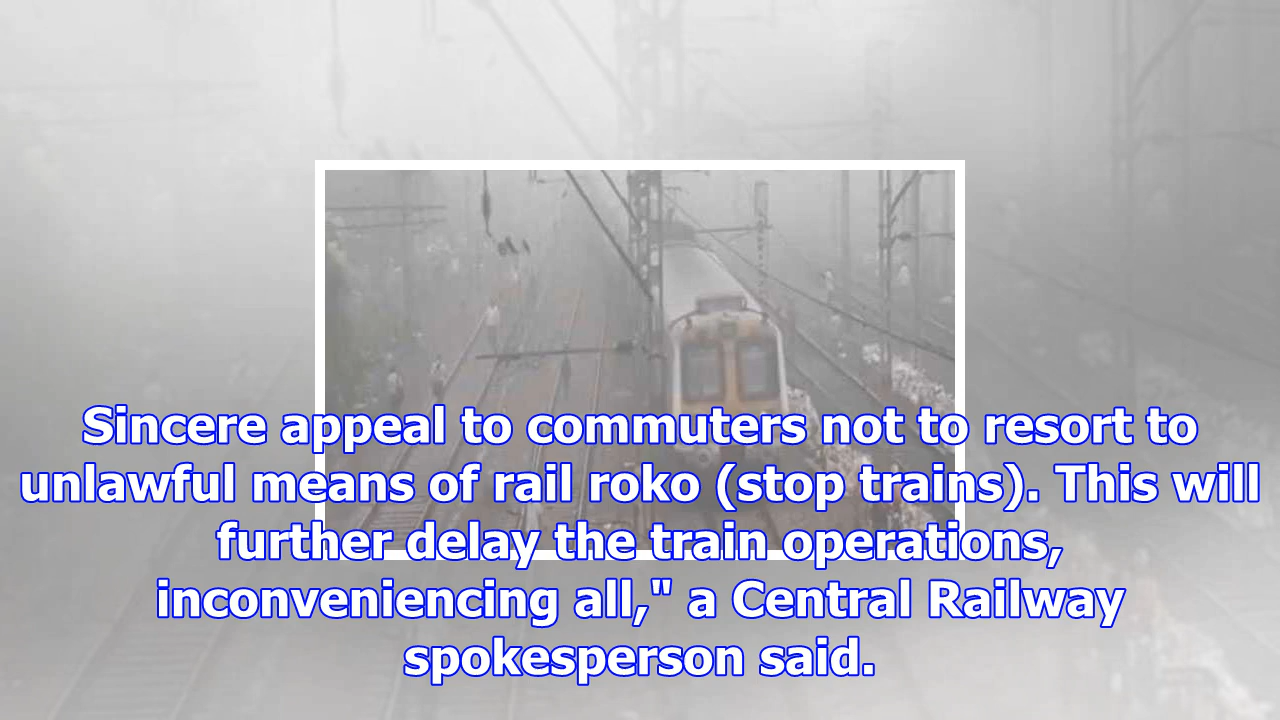 Sincere appeal to commuters not to resort to
unlawful means of rail roko (stop trains). This will
further delay the train operations,
inconveniencing all," a Central Railway
spokesperson said.